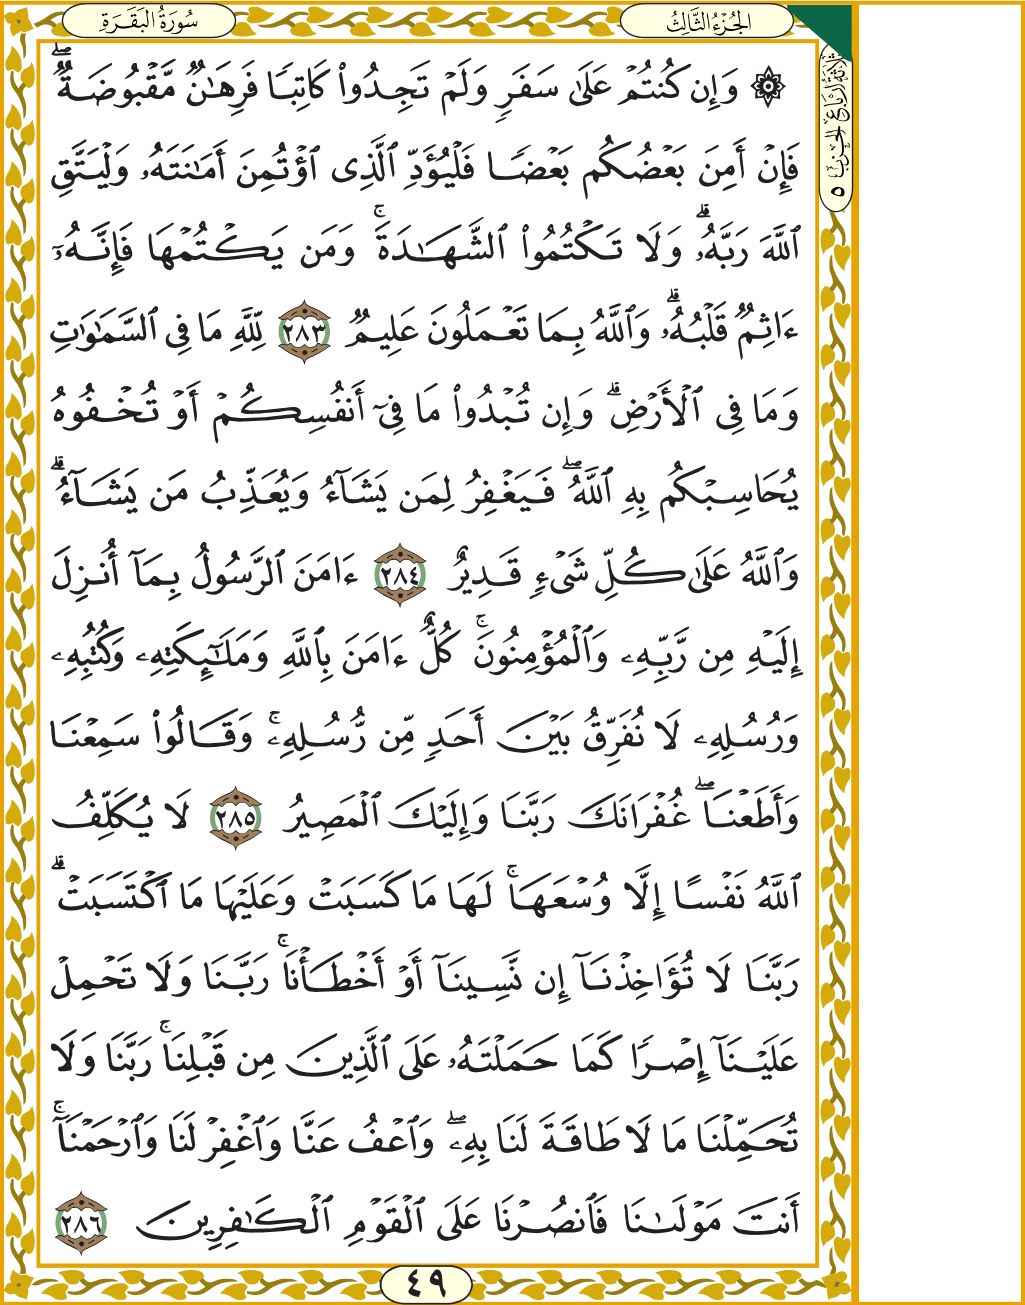 الجُزْءُ الثَّالِثُ
سُورَةُ البَقَرَةِ
ثَلَاثَةُ أَرْبَاعِ الحِزْبِ ٥
۞ وَإِن كُنتُمْ عَلَىٰ سَفَرٍ وَلَمْ تَجِدُوا۟ كَاتِبًا فَرِهَـٰنٌ مَّقْبُوضَةٌ ۖ
فَإِنْ أَمِنَ بَعْضُكُم بَعْضًا فَلْيُؤَدِّ ٱلَّذِى ٱؤْتُمِنَ أَمَـٰنَتَهُۥ وَلْيَتَّقِ
ٱللَّهَ رَبَّهُۥ ۗ وَلَا تَكْتُمُوا۟ ٱلشَّهَـٰدَةَ ۚ وَمَن يَكْتُمْهَا فَإِنَّهُۥٓ
ءَاثِمٌ قَلْبُهُۥ ۗ وَٱللَّهُ بِمَا تَعْمَلُونَ عَلِيمٌ ٢٨٣ لِّلَّهِ مَا فِى ٱلسَّمَـٰوَٰتِ
وَمَا فِى ٱلْأَرْضِ ۗ وَإِن تُبْدُوا۟ مَا فِىٓ أَنفُسِكُمْ أَوْ تُخْفُوهُ
يُحَاسِبْكُم بِهِ ٱللَّهُ ۖ فَيَغْفِرُ لِمَن يَشَآءُ وَيُعَذِّبُ مَن يَشَآءُ ۗ
وَٱللَّهُ عَلَىٰ كُلِّ شَىْءٍ قَدِيرٌ ٢٨٤ ءَامَنَ ٱلرَّسُولُ بِمَآ أُنزِلَ
إِلَيْهِ مِن رَّبِّهِۦ وَٱلْمُؤْمِنُونَ ۚ كُلٌّ ءَامَنَ بِٱللَّهِ وَمَلَـٰٓئِكَتِهِۦ وَكُتُبِهِۦ
وَرُسُلِهِۦ لَا نُفَرِّقُ بَيْنَ أَحَدٍ مِّن رُّسُلِهِۦ ۚ وَقَالُوا۟ سَمِعْنَا
وَأَطَعْنَا ۖ غُفْرَانَكَ رَبَّنَا وَإِلَيْكَ ٱلْمَصِيرُ ٢٨٥ لَا يُكَلِّفُ
ٱللَّهُ نَفْسًا إِلَّا وُسْعَهَا ۚ لَهَا مَا كَسَبَتْ وَعَلَيْهَا مَا ٱكْتَسَبَتْ ۗ
رَبَّنَا لَا تُؤَاخِذْنَآ إِن نَّسِينَآ أَوْ أَخْطَأْنَا ۚ رَبَّنَا وَلَا تَحْمِلْ
عَلَيْنَآ إِصْرًا كَمَا حَمَلْتَهُۥ عَلَى ٱلَّذِينَ مِن قَبْلِنَا ۚ رَبَّنَا وَلَا
تُحَمِّلْنَا مَا لَا طَاقَةَ لَنَا بِهِۦ ۖ وَٱعْفُ عَنَّا وَٱغْفِرْ لَنَا وَٱرْحَمْنَآ ۚ
أَنتَ مَوْلَىٰنَا فَٱنصُرْنَا عَلَى ٱلْقَوْمِ ٱلْكَـٰفِرِينَ ٢٨٦
٤٩